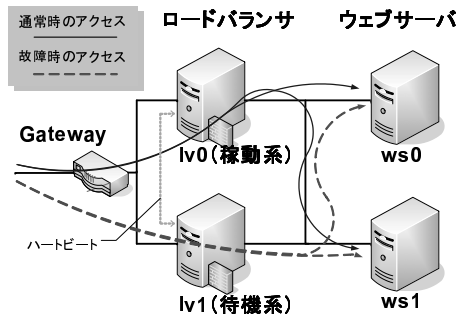 通常時のアクセス
故障時のアクセス
ロードバランサ
ウェブサーバ
Gateway
lv0(稼動系)
ws0
ハートビート
lv1(待機系)
ws1